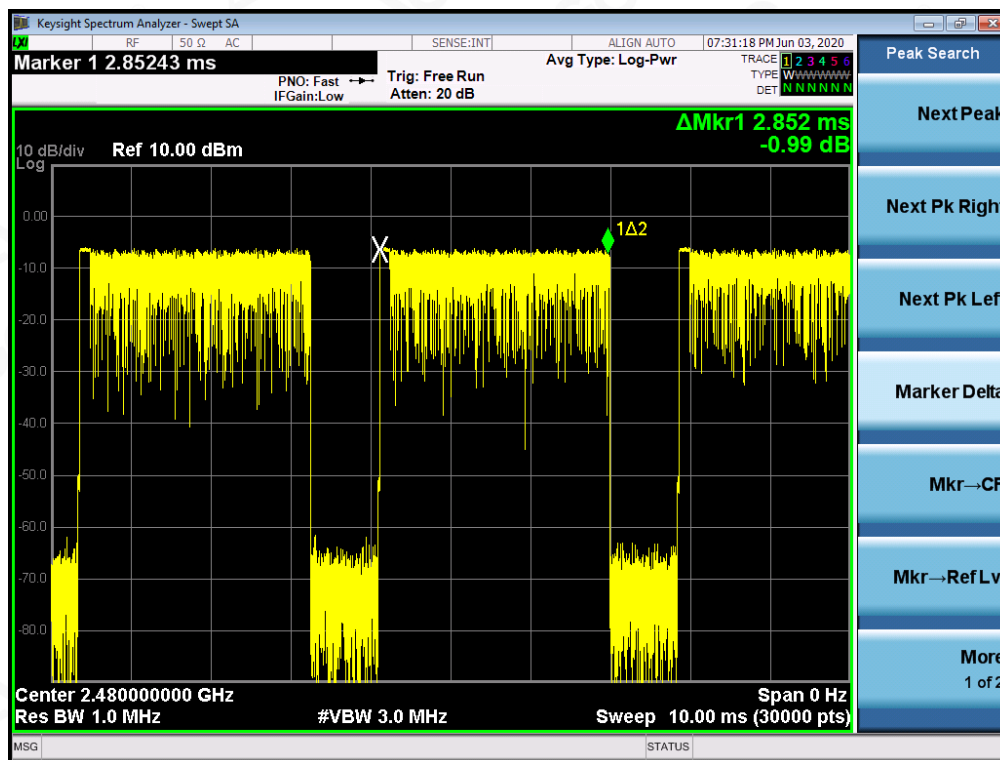 Keysight Spectrum Analyzer - Swept SA
LXI RF 50 Ω AC SENSE:INT ALIGN AUTO 07:31:18 PM Jun 03, 2020
Marker 1 2.85243 ms
PNO: Fast
IFGain:Low
Trig: Free Run
Atten: 20 dB
Avg Type: Log-Pwr
TRACE 1 2 3 4 5 6
TYPE WWWWWW
DET N N N N N N
ΔMkr1 2.852 ms
-0.99 dB
10 dB/div Ref 10.00 dBm
Log
0.00
-10.0
-20.0
-30.0
-40.0
-50.0
-60.0
-70.0
-80.0
X
1Δ2
Center 2.480000000 GHz Span 0 Hz
Res BW 1.0 MHz #VBW 3.0 MHz Sweep 10.00 ms (30000 pts)
MSG STATUS
Peak Search
Next Peak
Next Pk Right
Next Pk Left
Marker Delta
Mkr→CF
Mkr→Ref Lv
More
1 of 2